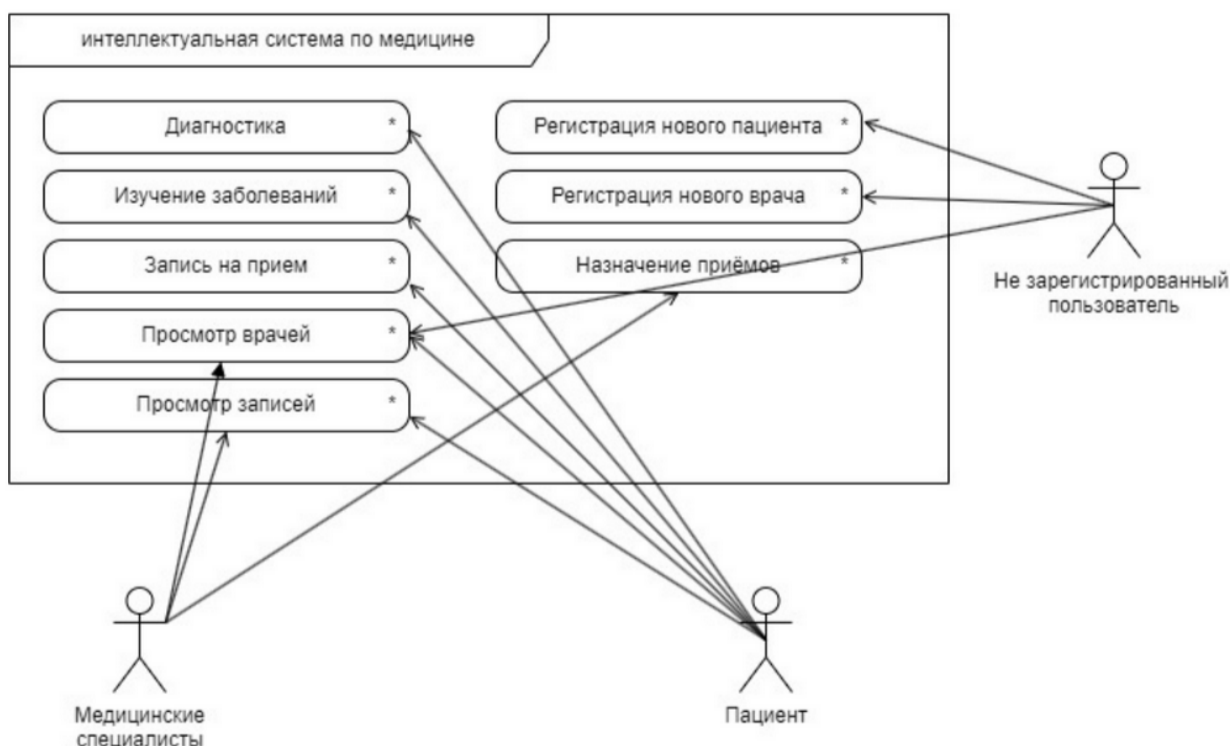 интеллектуальная система по медицине
Диагностика *
Регистрация нового пациента *
Изучение заболеваний *
Регистрация нового врача *
Запись на прием *
Назначение приёмов *
Просмотр врачей *
Просмотр записей *
Не зарегистрированный
пользователь
Медицинские
специалисты
Пациент